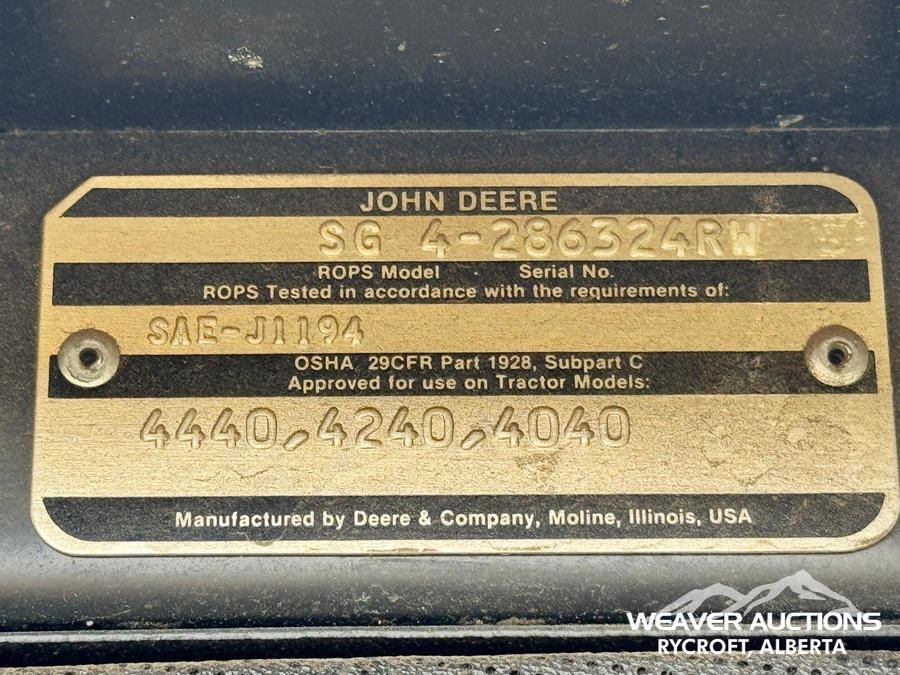 JOHN DEERE
SG 4-286324RW
ROPS Model · Serial No.
ROPS Tested in accordance with the requirements of:
SAE-J1194
OSHA 29CFR Part 1928, Subpart C
Approved for use on Tractor Models:
4440,4240,4040
Manufactured by Deere & Company, Moline, Illinois, USA
WEAVER AUCTIONS
RYCROFT, ALBERTA